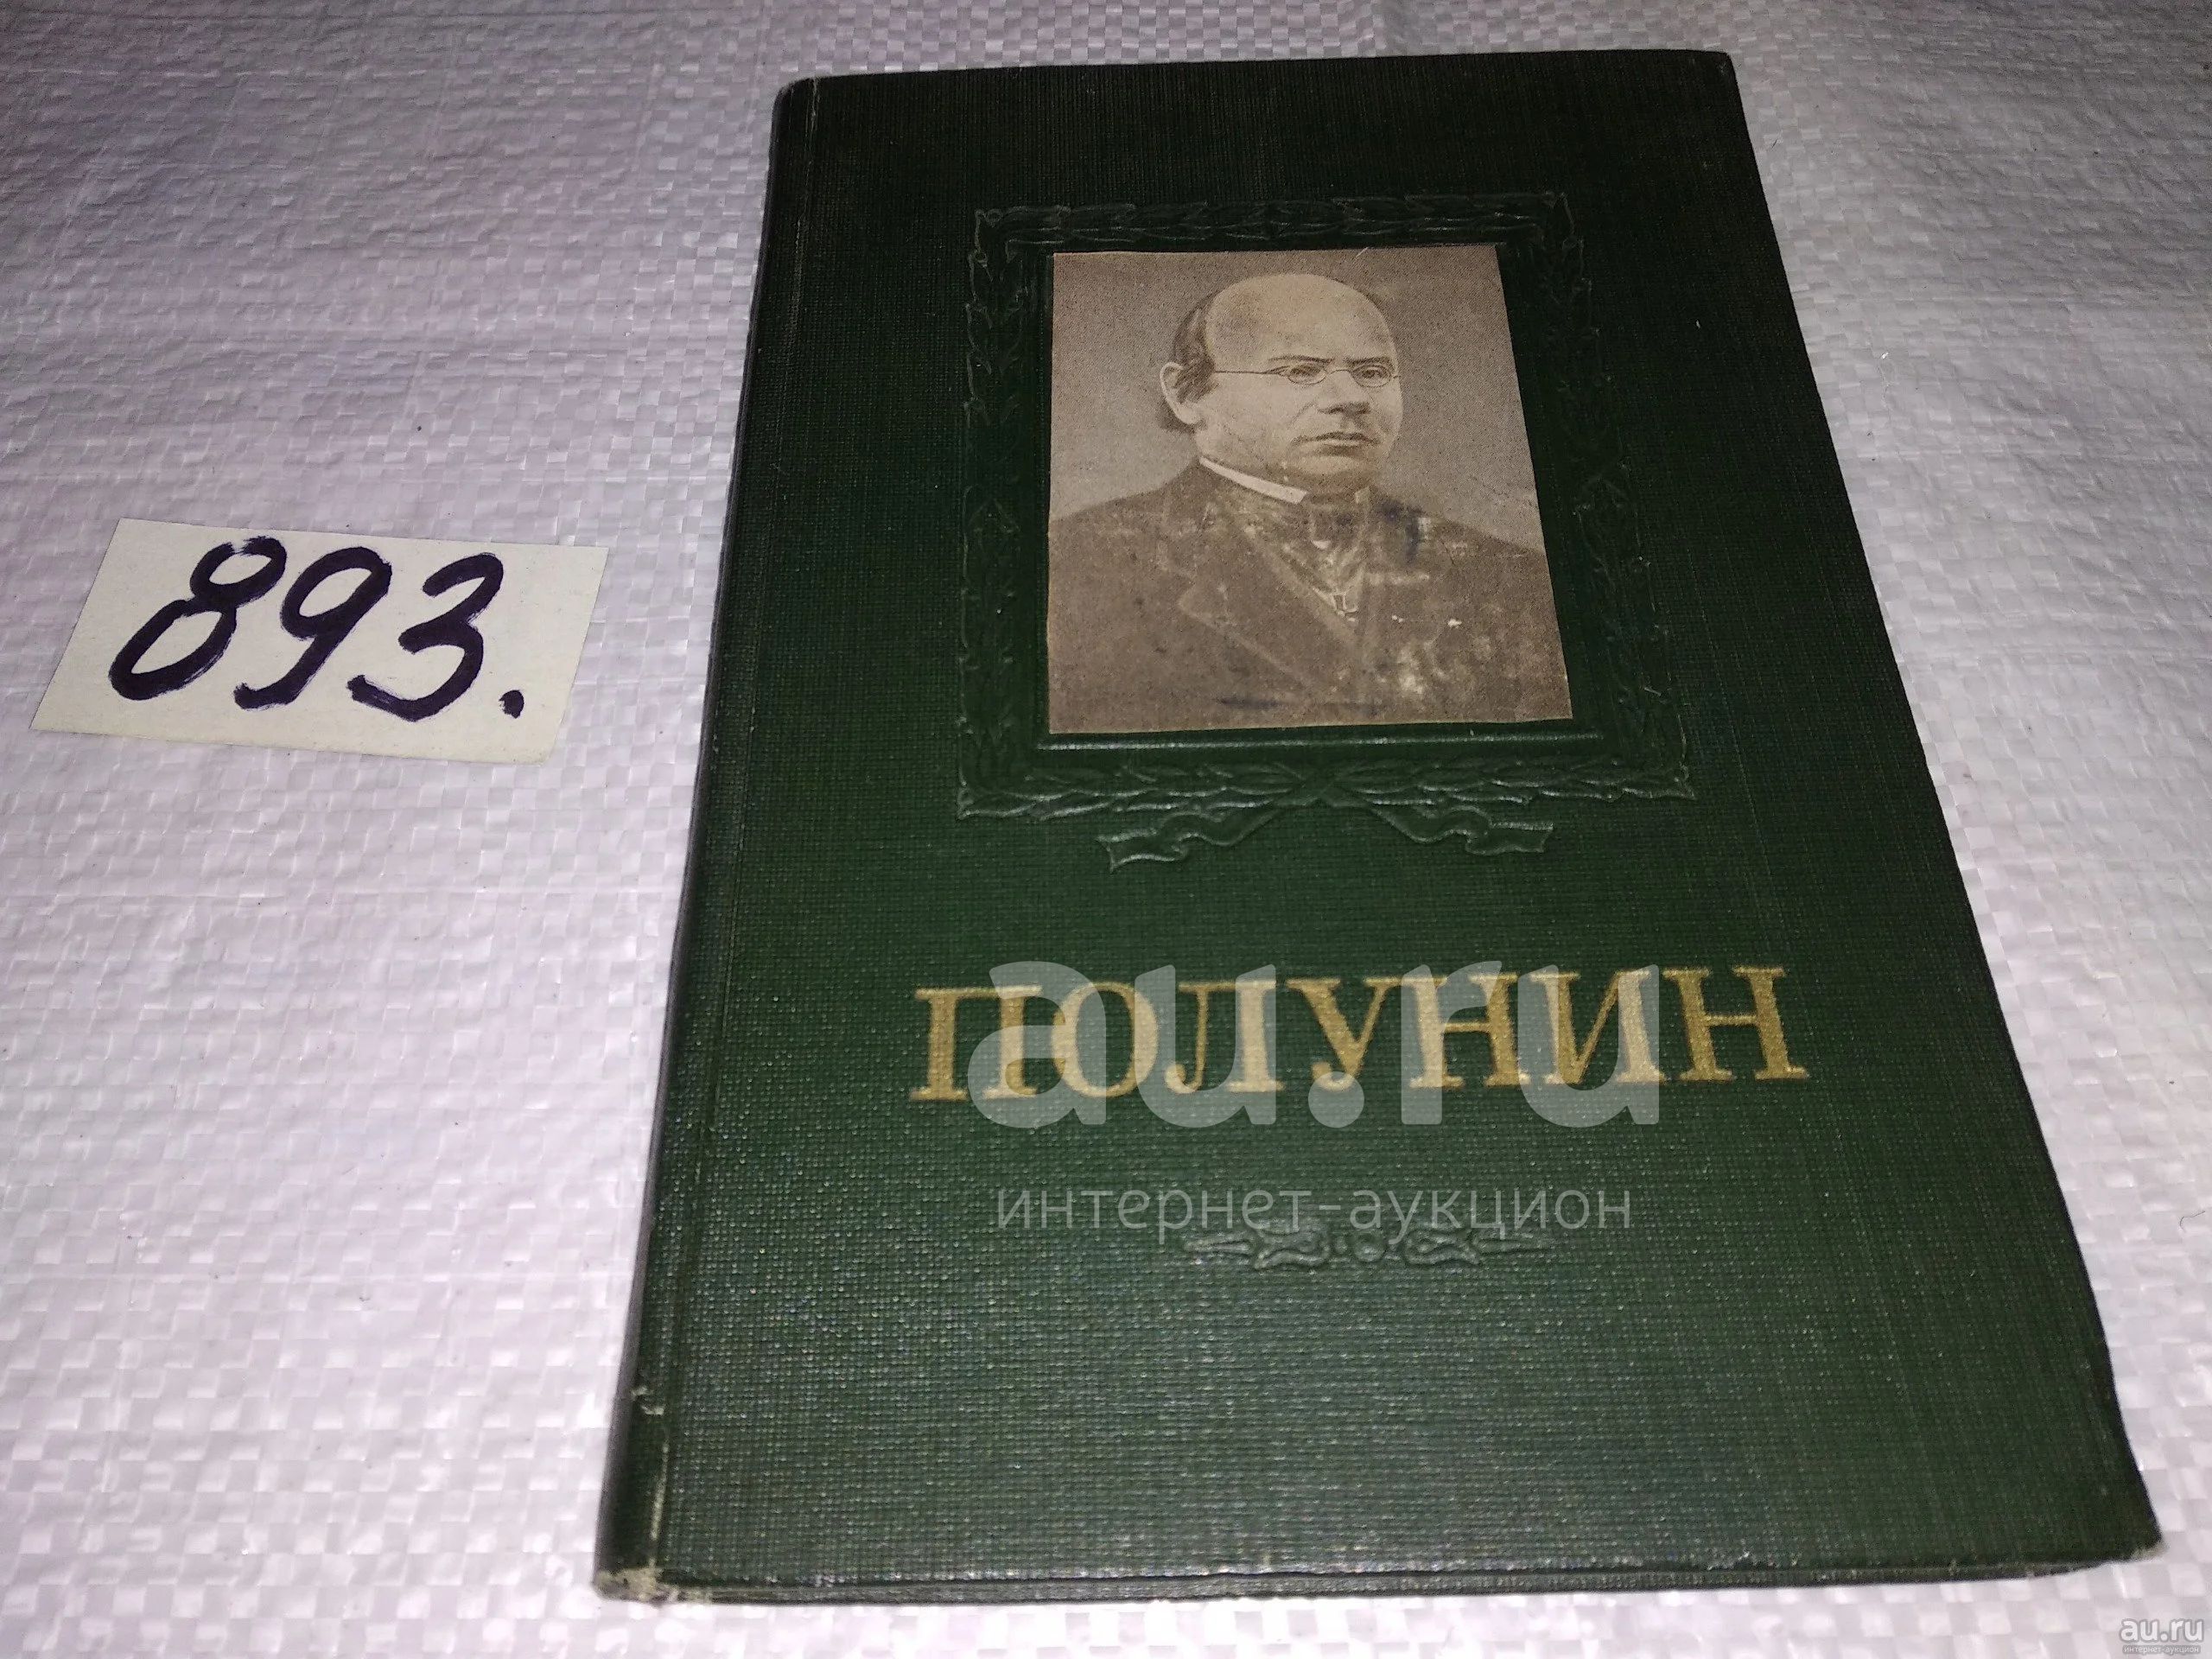 893.
ПОЛУНИН
au.ru
интернет-аукцион
au.ru
интернет-аукцион